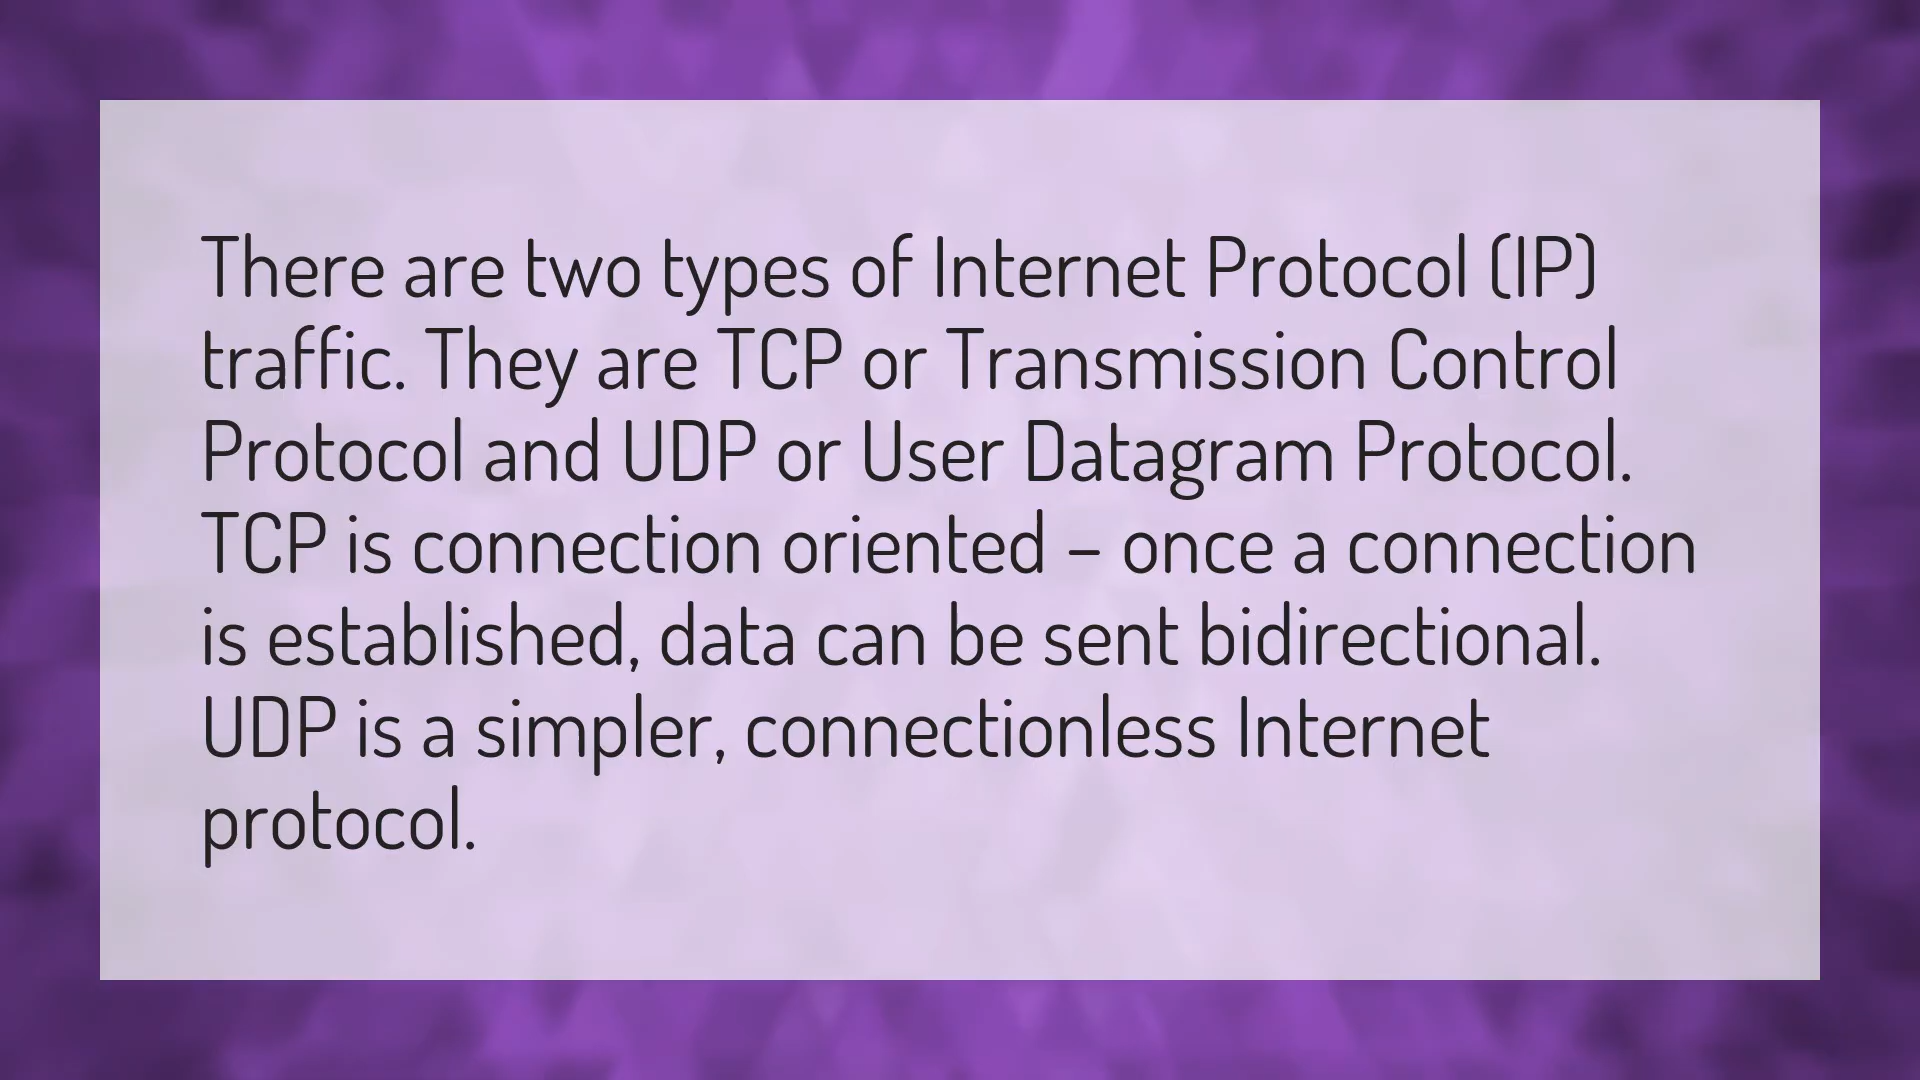 There are two types of Internet Protocol (IP)
traffic. They are TCP or Transmission Control
Protocol and UDP or User Datagram Protocol.
TCP is connection oriented – once a connection
is established, data can be sent bidirectional.
UDP is a simpler, connectionless Internet
protocol.